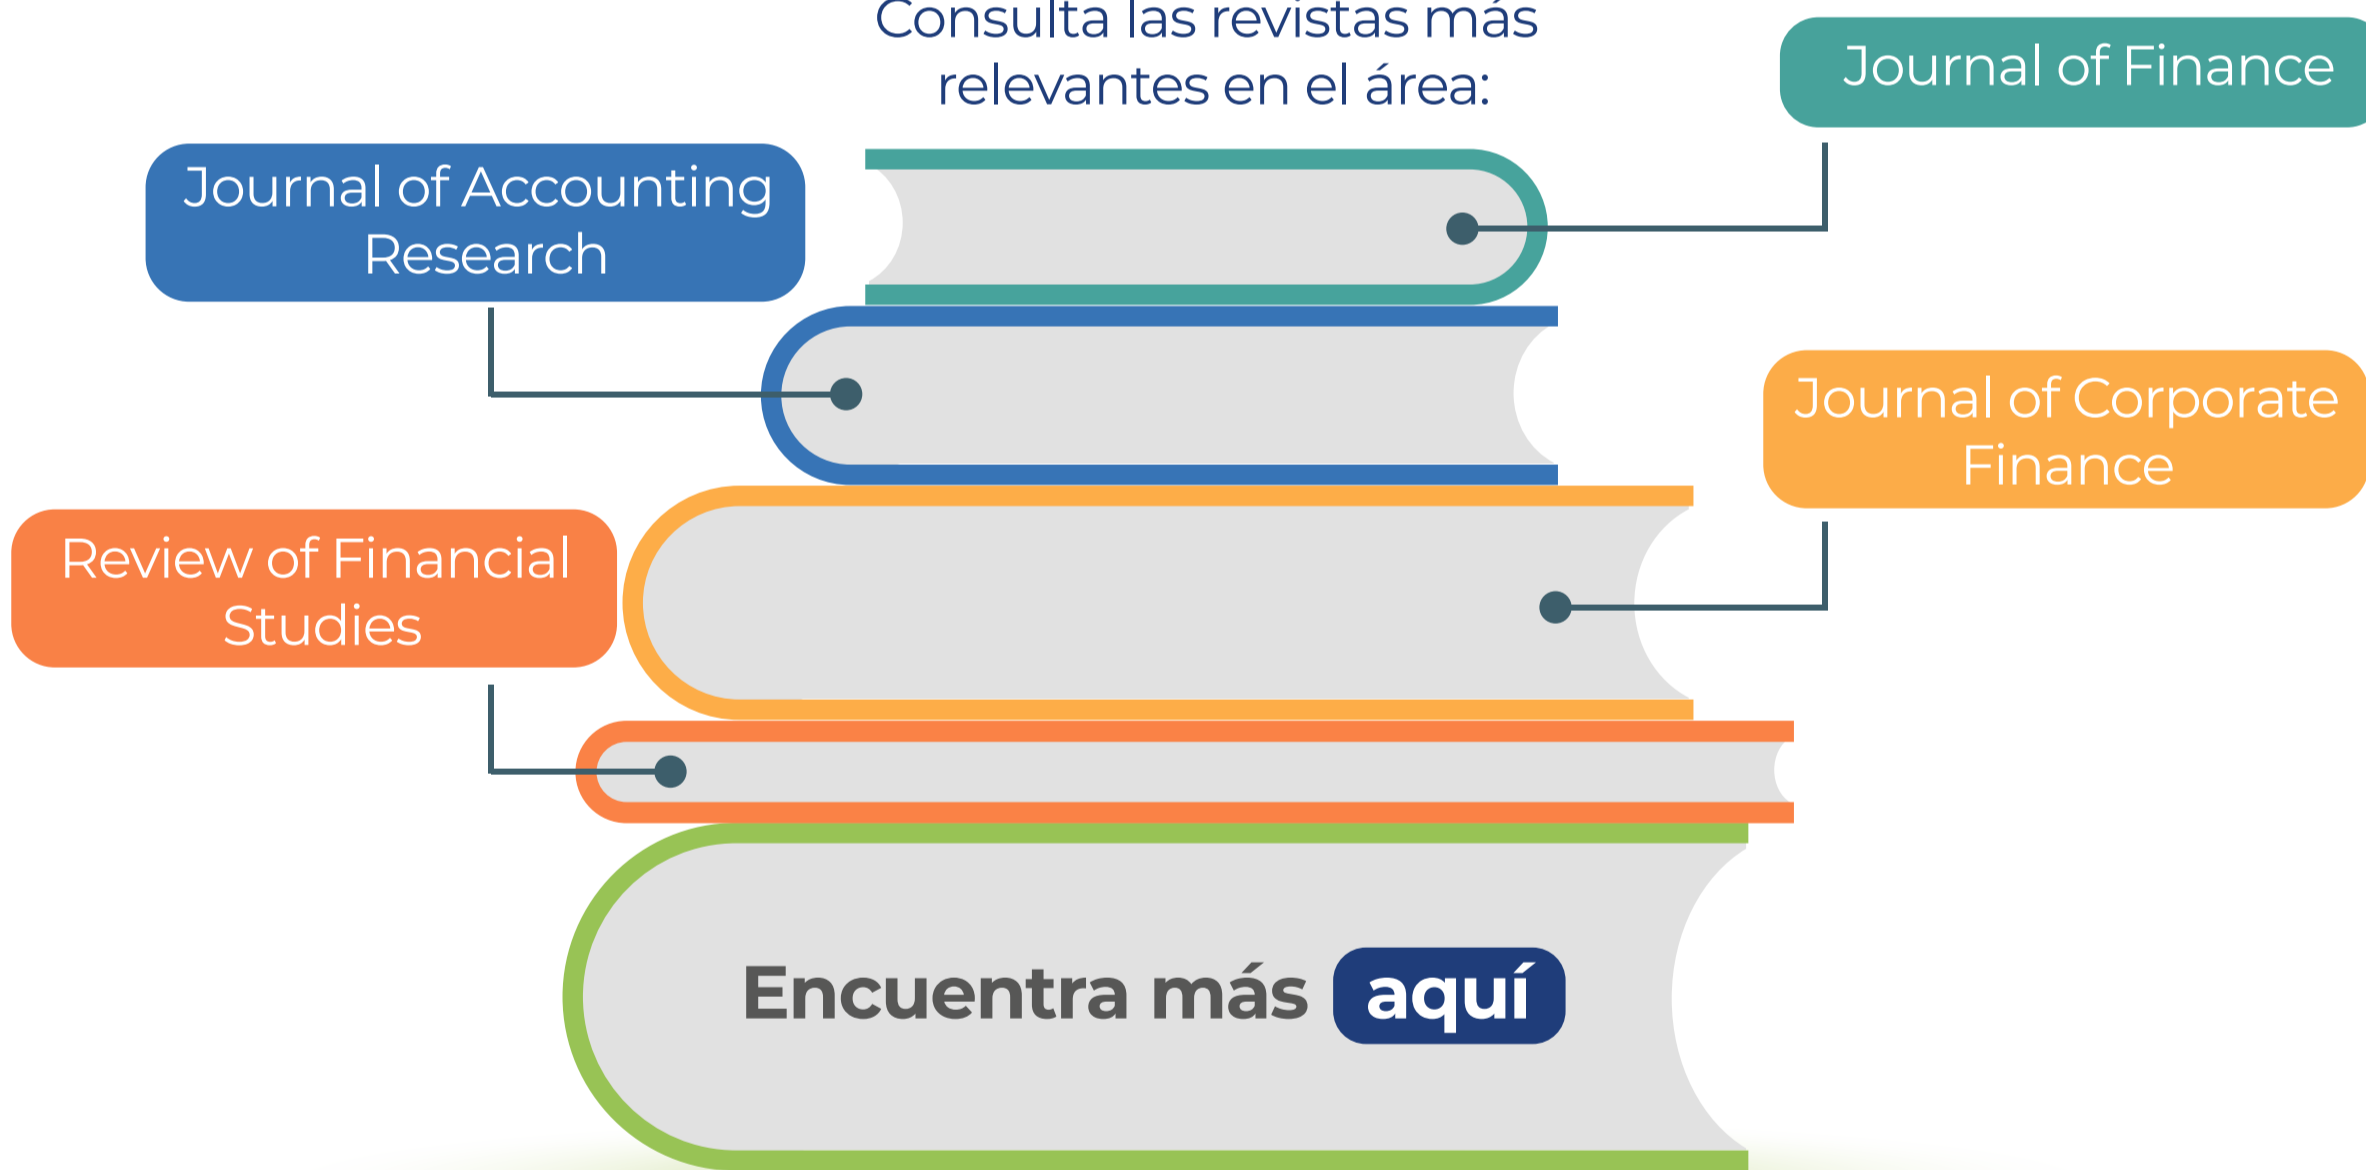 Consulta las revistas más
relevantes en el área:
Journal of Finance
Journal of Accounting
Research
Journal of Corporate
Finance
Review of Financial
Studies
Encuentra más aquí